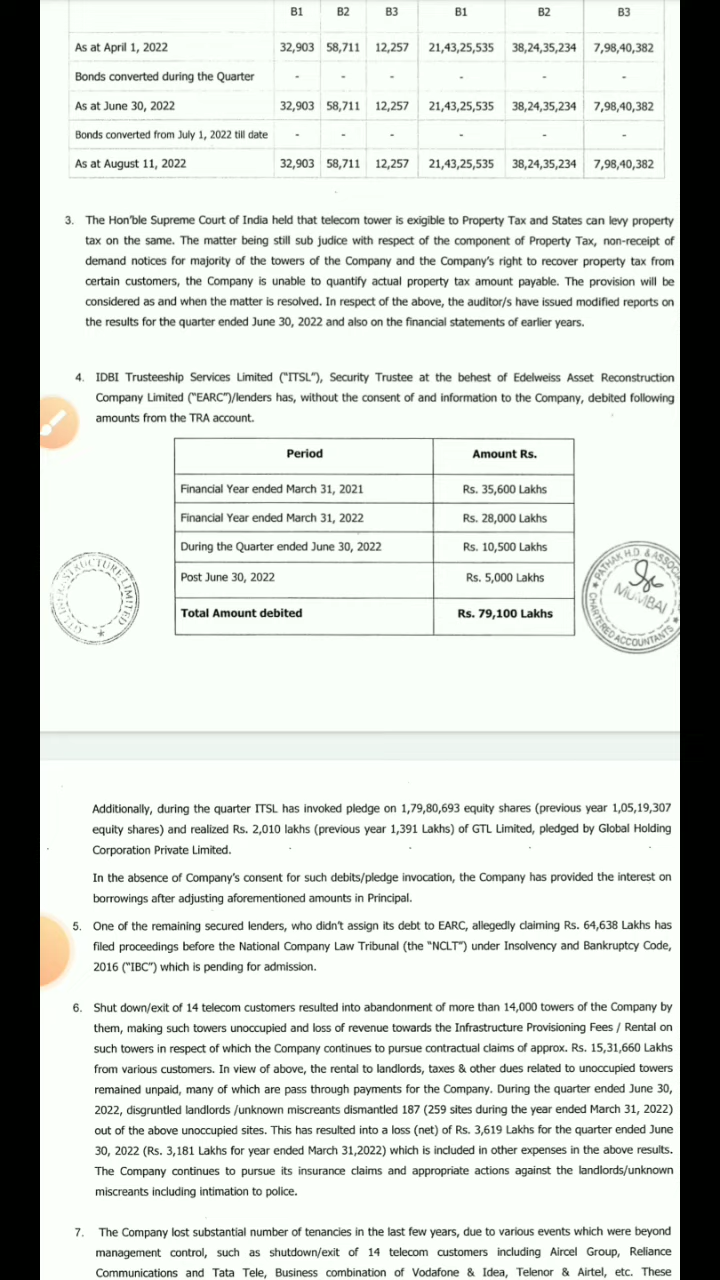 B1 B2 B3 B1 B2 B3
As at April 1, 2022 32,903 58,711 12,257 21,43,25,535 38,24,35,234 7,98,40,382
Bonds converted during the Quarter - - - - - -
As at June 30, 2022 32,903 58,711 12,257 21,43,25,535 38,24,35,234 7,98,40,382
Bonds converted from July 1, 2022 till date - - - - - -
As at August 11, 2022 32,903 58,711 12,257 21,43,25,535 38,24,35,234 7,98,40,382
3. The Hon'ble Supreme Court of India held that telecom tower is exigible to Property Tax and States can levy property
tax on the same. The matter being still sub judice with respect of the component of Property Tax, non-receipt of
demand notices for majority of the towers of the Company and the Company's right to recover property tax from
certain customers, the Company is unable to quantify actual property tax amount payable. The provision will be
considered as and when the matter is resolved. In respect of the above, the auditor/s have issued modified reports on
the results for the quarter ended June 30, 2022 and also on the financial statements of earlier years.
4. IDBI Trusteeship Services Limited ("ITSL"), Security Trustee at the behest of Edelweiss Asset Reconstruction
Company Limited ("EARC")/lenders has, without the consent of and information to the Company, debited following
amounts from the TRA account.
Period Amount Rs.
Financial Year ended March 31, 2021 Rs. 35,600 Lakhs
Financial Year ended March 31, 2022 Rs. 28,000 Lakhs
During the Quarter ended June 30, 2022 Rs. 10,500 Lakhs
Post June 30, 2022 Rs. 5,000 Lakhs
Total Amount debited Rs. 79,100 Lakhs
GTL INFRASTRUCTURE LIMITED
PATHAK H.D. & ASSOC
MUMBAI
CHARTERED ACCOUNTANTS
Additionally, during the quarter ITSL has invoked pledge on 1,79,80,693 equity shares (previous year 1,05,19,307
equity shares) and realized Rs. 2,010 lakhs (previous year 1,391 Lakhs) of GTL Limited, pledged by Global Holding
Corporation Private Limited.
In the absence of Company's consent for such debits/pledge invocation, the Company has provided the interest on
borrowings after adjusting aforementioned amounts in Principal.
5. One of the remaining secured lenders, who didn't assign its debt to EARC, allegedly claiming Rs. 64,638 Lakhs has
filed proceedings before the National Company Law Tribunal (the "NCLT") under Insolvency and Bankruptcy Code,
2016 ("IBC") which is pending for admission.
6. Shut down/exit of 14 telecom customers resulted into abandonment of more than 14,000 towers of the Company by
them, making such towers unoccupied and loss of revenue towards the Infrastructure Provisioning Fees / Rental on
such towers in respect of which the Company continues to pursue contractual claims of approx. Rs. 15,31,660 Lakhs
from various customers. In view of above, the rental to landlords, taxes & other dues related to unoccupied towers
remained unpaid, many of which are pass through payments for the Company. During the quarter ended June 30,
2022, disgruntled landlords /unknown miscreants dismantled 187 (259 sites during the year ended March 31, 2022)
out of the above unoccupied sites. This has resulted into a loss (net) of Rs. 3,619 Lakhs for the quarter ended June
30, 2022 (Rs. 3,181 Lakhs for year ended March 31,2022) which is included in other expenses in the above results.
The Company continues to pursue its insurance claims and appropriate actions against the landlords/unknown
miscreants including intimation to police.
7. The Company lost substantial number of tenancies in the last few years, due to various events which were beyond
management control, such as shutdown/exit of 14 telecom customers including Aircel Group, Reliance
Communications and Tata Tele, Business combination of Vodafone & Idea, Telenor & Airtel, etc. These